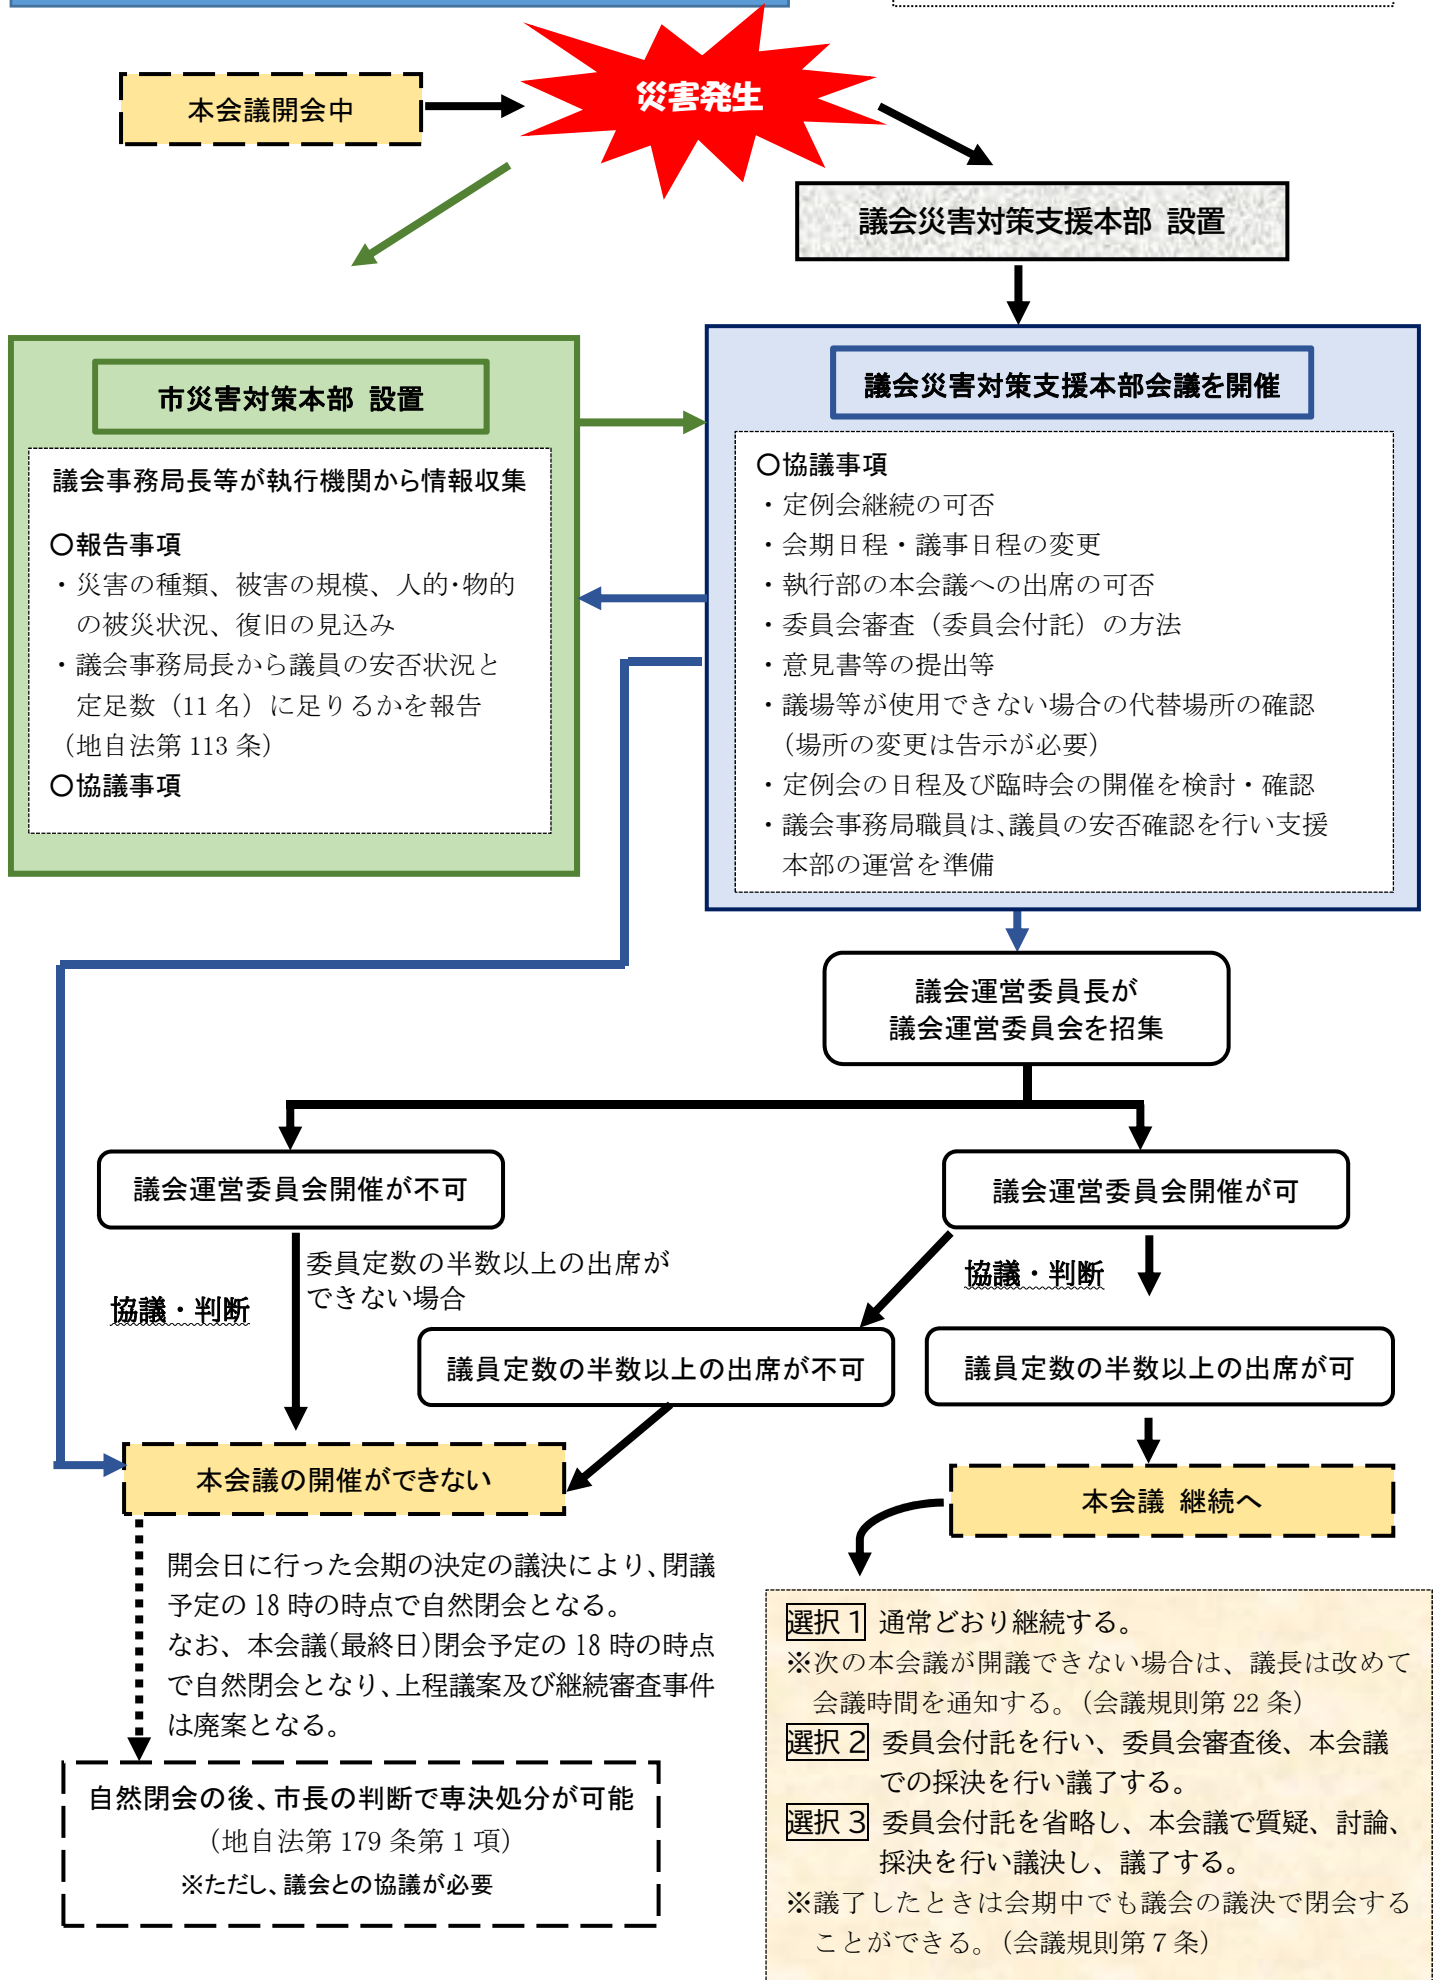 本会議開会中
災害発生
議会災害対策支援本部 設置
市災害対策本部 設置
議会事務局長等が執行機関から情報収集
〇報告事項
・災害の種類、被害の規模、人的･物的
の被災状況、復旧の見込み
・議会事務局長から議員の安否状況と
定足数（11 名）に足りるかを報告
（地自法第 113 条）
〇協議事項
議会災害対策支援本部会議を開催
〇協議事項
・定例会継続の可否
・会期日程・議事日程の変更
・執行部の本会議への出席の可否
・委員会審査（委員会付託）の方法
・意見書等の提出等
・議場等が使用できない場合の代替場所の確認
（場所の変更は告示が必要）
・定例会の日程及び臨時会の開催を検討・確認
・議会事務局職員は、議員の安否確認を行い支援
本部の運営を準備
議会運営委員長が
議会運営委員会を招集
議会運営委員会開催が不可
議会運営委員会開催が可
委員定数の半数以上の出席が
できない場合
協議・判断
協議・判断
議員定数の半数以上の出席が不可
議員定数の半数以上の出席が可
本会議の開催ができない
本会議 継続へ
開会日に行った会期の決定の議決により、閉議
予定の 18 時の時点で自然閉会となる。
なお、本会議（最終日）閉会予定の 18 時の時点
で自然閉会となり、上程議案及び継続審査事件
は廃案となる。
自然閉会の後、市長の判断で専決処分が可能
（地自法第 179 条第 1 項）
※ただし、議会との協議が必要
選択 1 通常どおり継続する。
※次の本会議が開議できない場合は、議長は改めて
会議時間を通知する。（会議規則第 22 条）
選択 2 委員会付託を行い、委員会審査後、本会議
での採決を行い議了する。
選択 3 委員会付託を省略し、本会議で質疑、討論、
採決を行い議決し、議了する。
※議了したときは会期中でも議会の議決で閉会する
ことができる。（会議規則第７条）